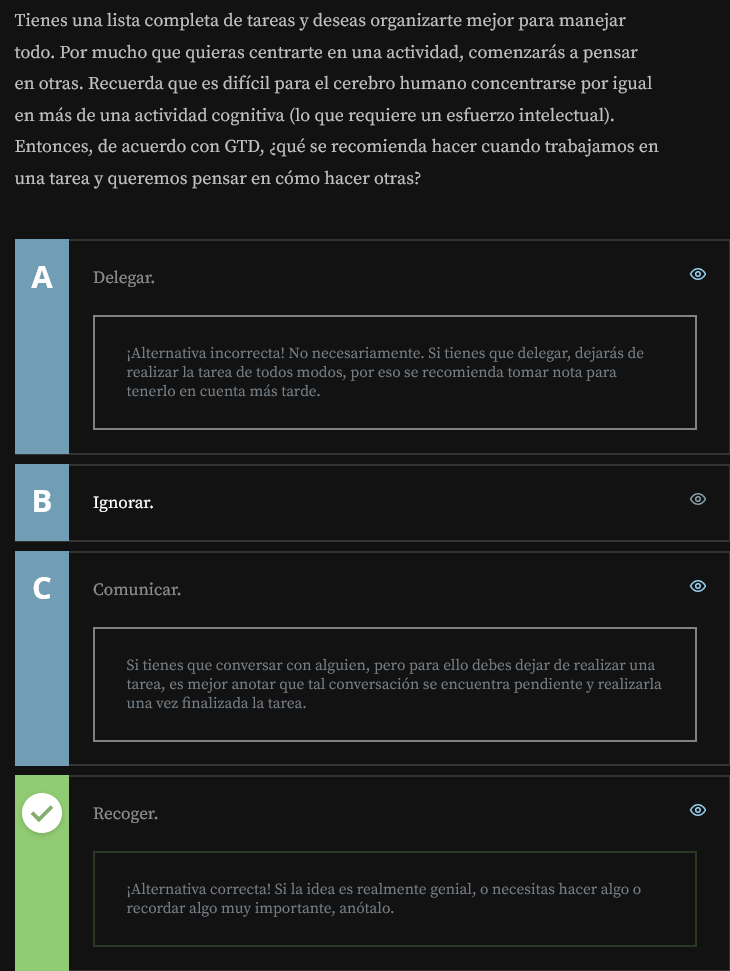 Tienes una lista completa de tareas y deseas organizarte mejor para manejar
todo. Por mucho que quieras centrarte en una actividad, comenzarás a pensar
en otras. Recuerda que es difícil para el cerebro humano concentrarse por igual
en más de una actividad cognitiva (lo que requiere un esfuerzo intelectual).
Entonces, de acuerdo con GTD, ¿qué se recomienda hacer cuando trabajamos en
una tarea y queremos pensar en cómo hacer otras?
A
Delegar.
¡Alternativa incorrecta! No necesariamente. Si tienes que delegar, dejarás de
realizar la tarea de todos modos, por eso se recomienda tomar nota para
tenerlo en cuenta más tarde.
B
Ignorar.
C
Comunicar.
Si tienes que conversar con alguien, pero para ello debes dejar de realizar una
tarea, es mejor anotar que tal conversación se encuentra pendiente y realizarla
una vez finalizada la tarea.
Recoger.
¡Alternativa correcta! Si la idea es realmente genial, o necesitas hacer algo o
recordar algo muy importante, anótalo.